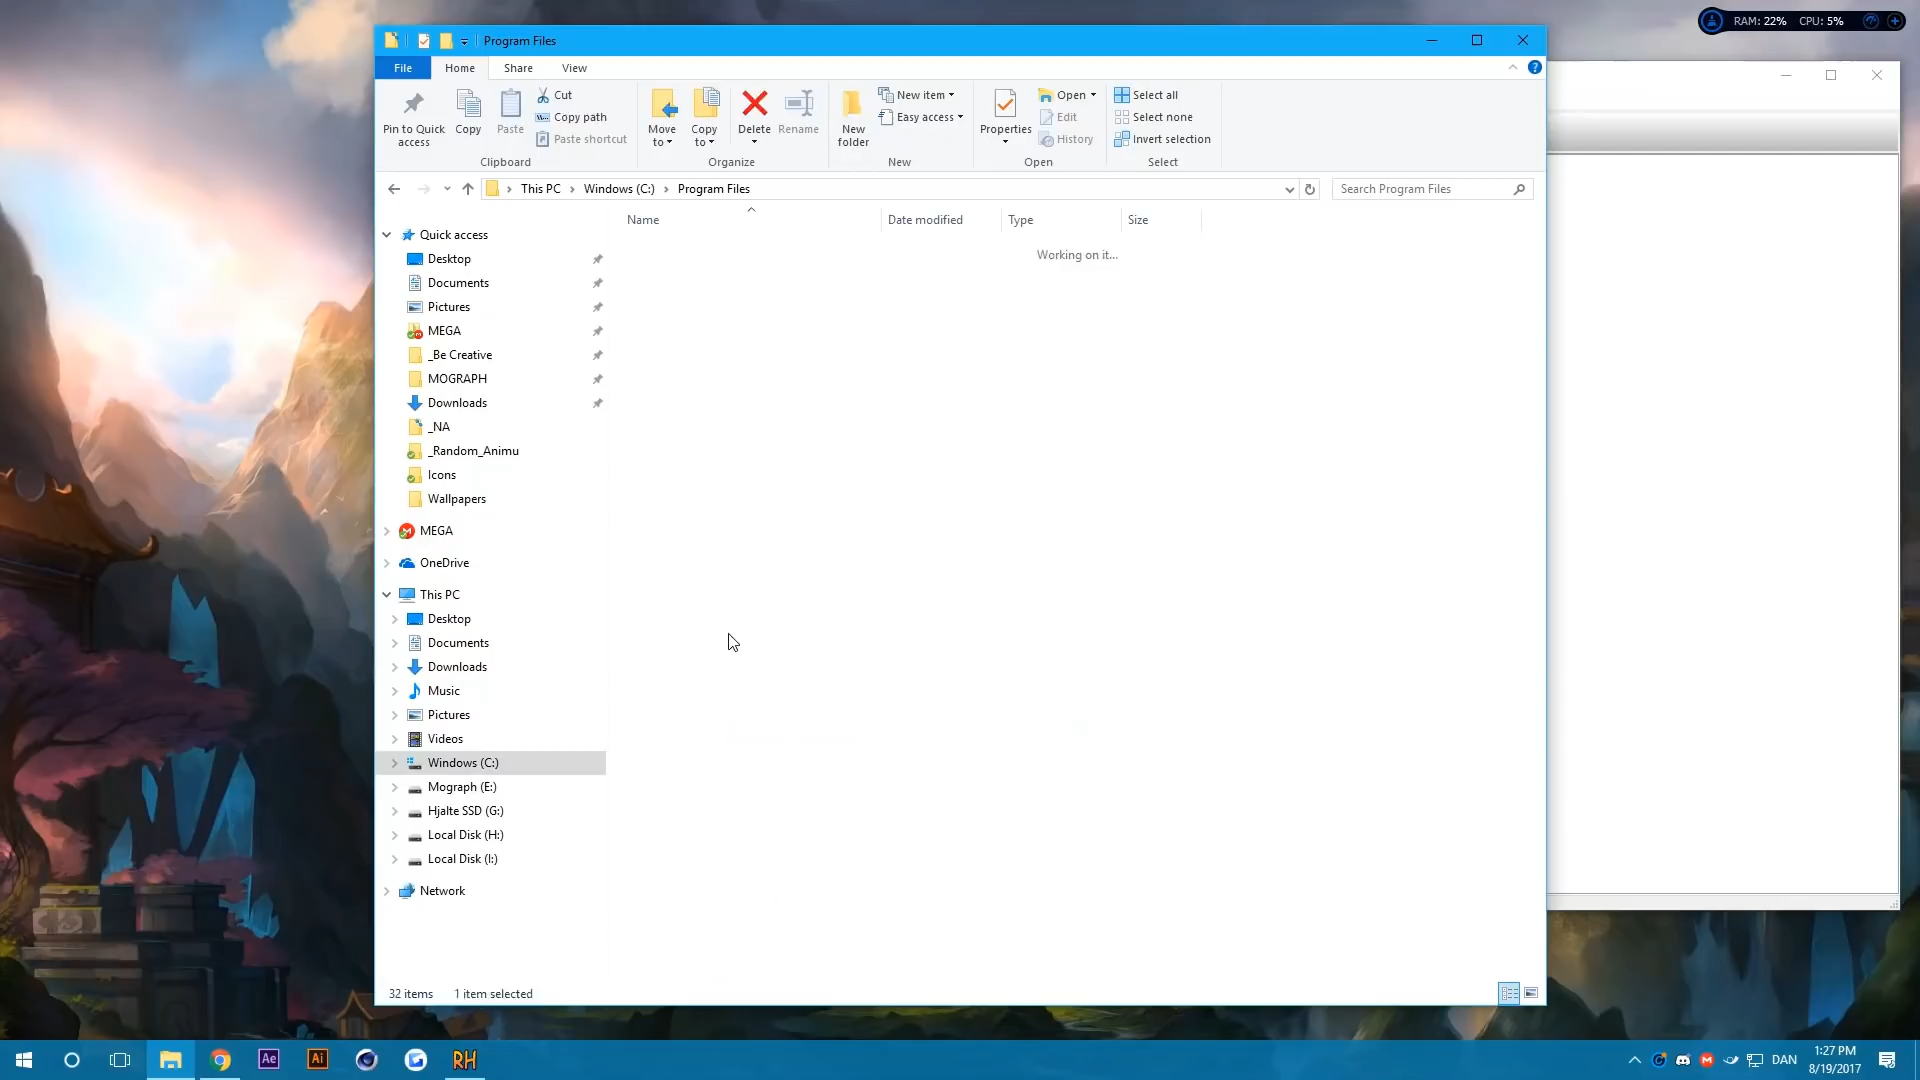 RAM: 22% CPU: 5%
Program Files
File Home Share View
Pin to Quick access
Copy
Paste
Cut
Copy path
Paste shortcut
Clipboard
Move to
Copy to
Delete
Rename
Organize
New folder
New item
Easy access
New
Properties
Open
Edit
History
Open
Select all
Select none
Invert selection
Select
This PC Windows (C:) Program Files
Search Program Files
Name Date modified Type Size
Working on it...
Quick access
Desktop
Documents
Pictures
MEGA
_Be Creative
MOGRAPH
Downloads
_NA
_Random_Animu
Icons
Wallpapers
MEGA
OneDrive
This PC
Desktop
Documents
Downloads
Music
Pictures
Videos
Windows (C:)
Mograph (E:)
Hjalte SSD (G:)
Local Disk (H:)
Local Disk (I:)
Network
32 items 1 item selected
Ae Ai RH
DAN
1:27 PM
8/19/2017